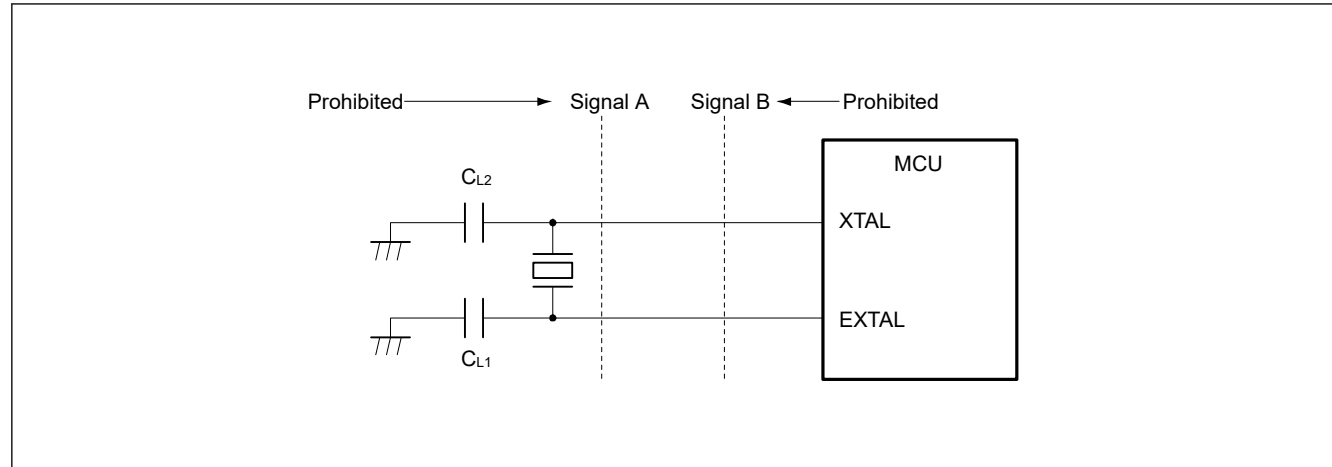 Prohibited Signal A Signal B Prohibited
MCU
CL2
XTAL
EXTAL
CL1